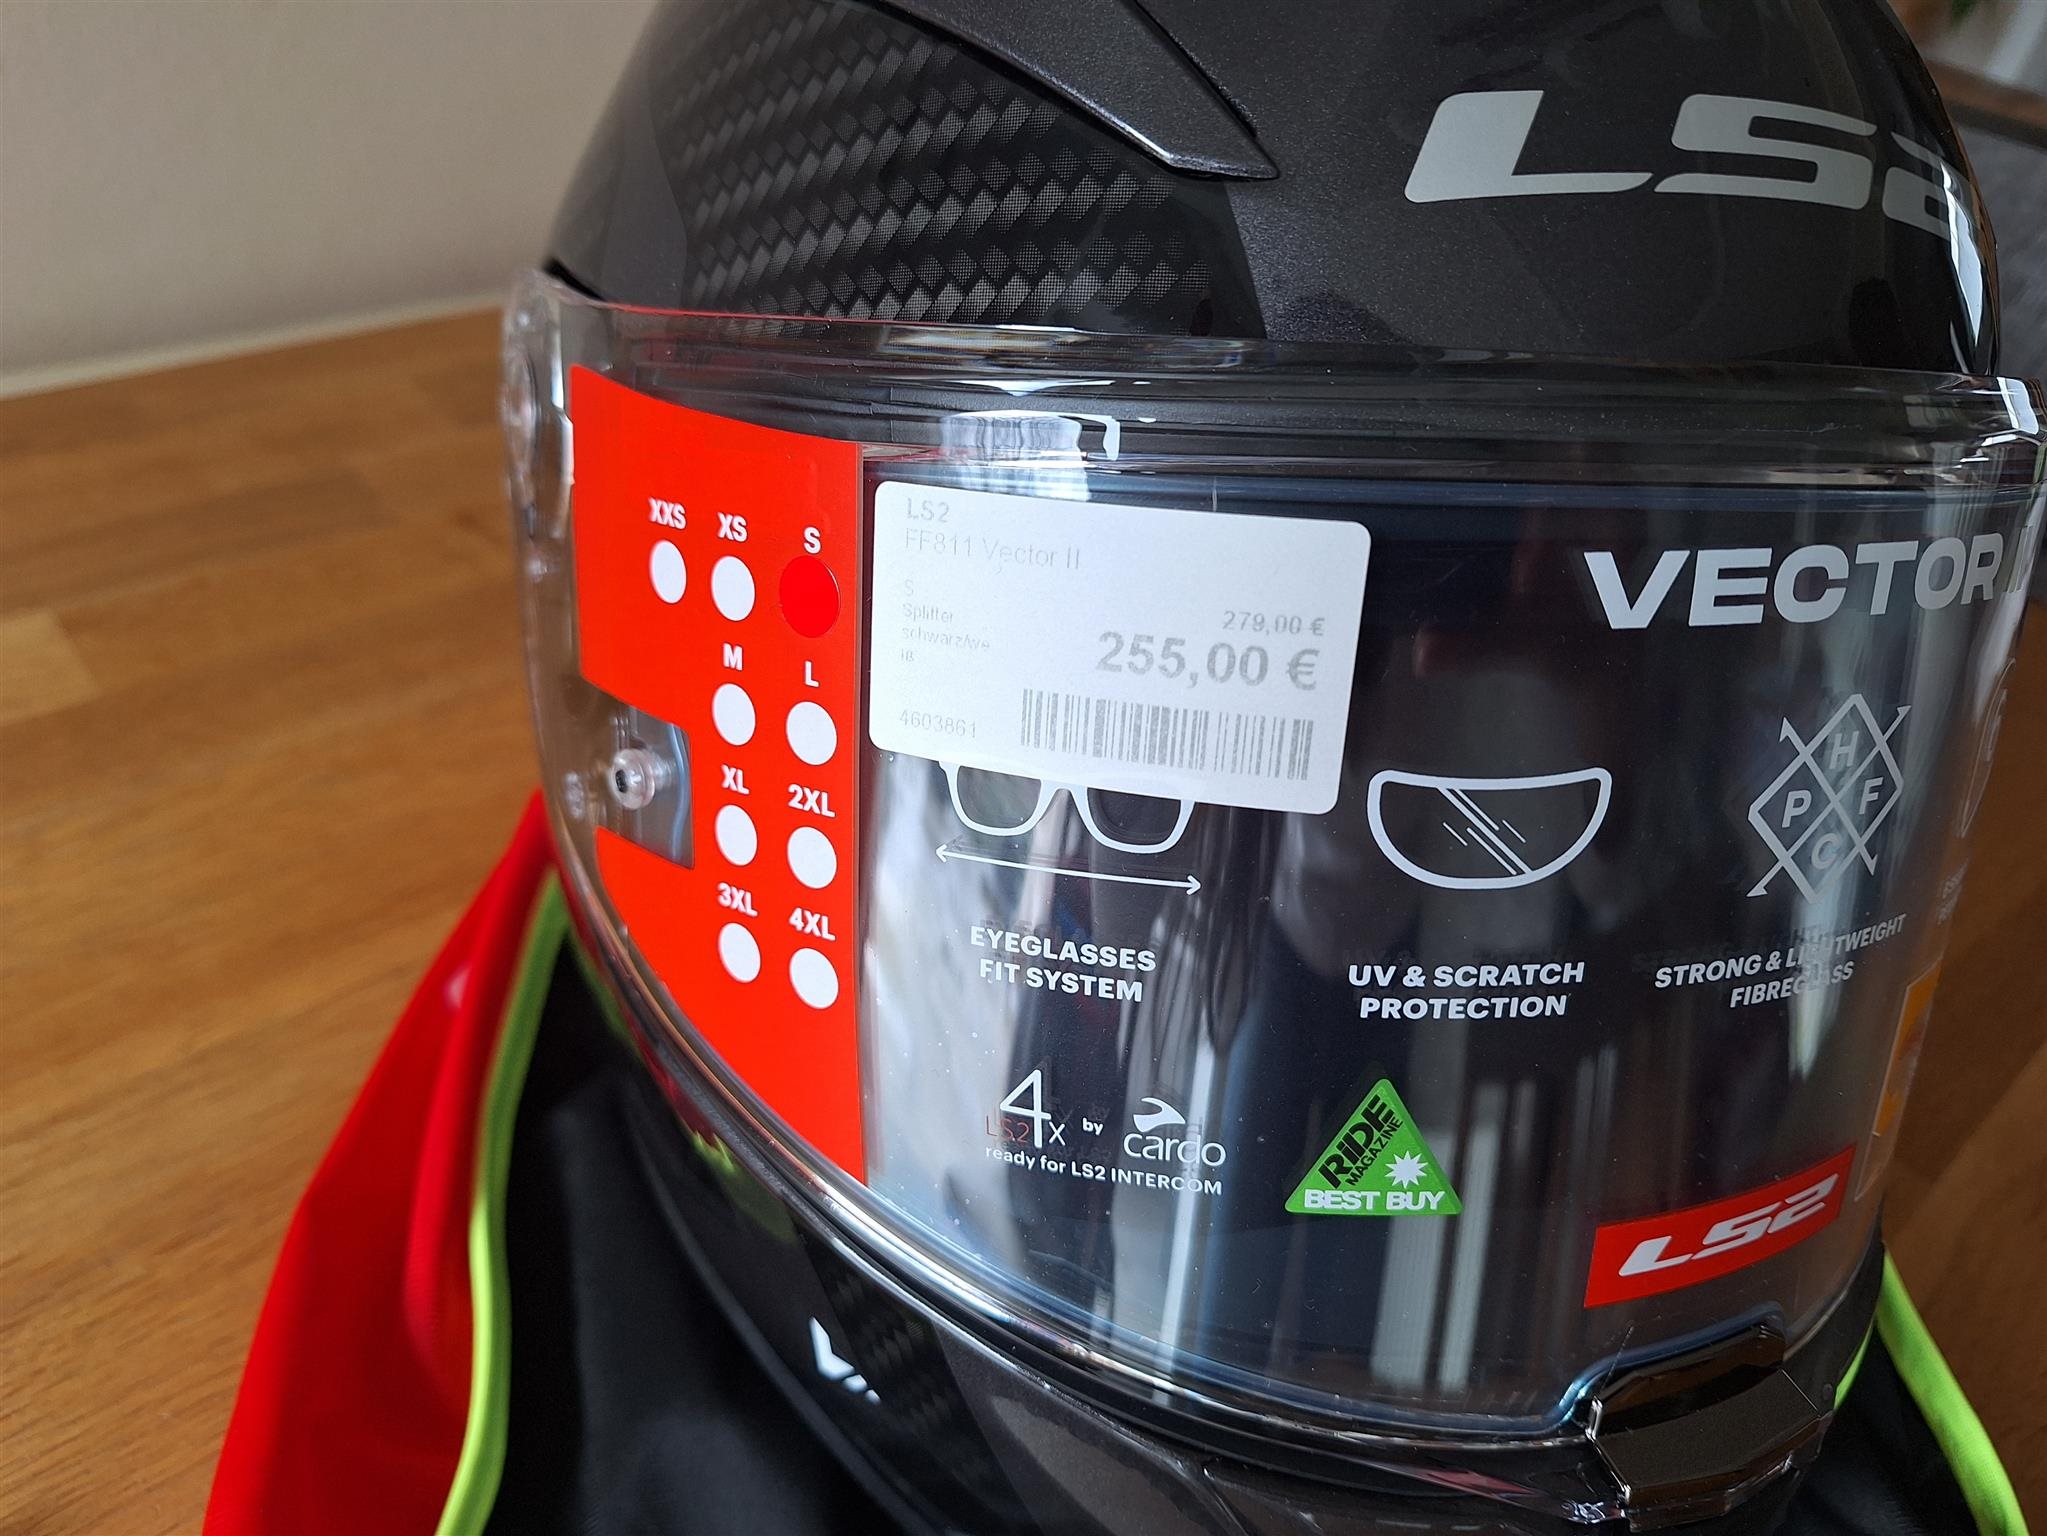 LS2
XXS
XS
S
M
L
XL
2XL
3XL
4XL
LS2
FF811 Vector II
S
Splitter
schwarz/we
iß
279,00 €
255,00 €
4603861
VECTOR II
H
P F
C
EYEGLASSES
FIT SYSTEM
UV & SCRATCH
PROTECTION
STRONG & LIGHTWEIGHT
FIBREGLASS
LS2 4X by cardo
ready for LS2 INTERCOM
RIDE
MAGAZINE
BEST BUY
LS2